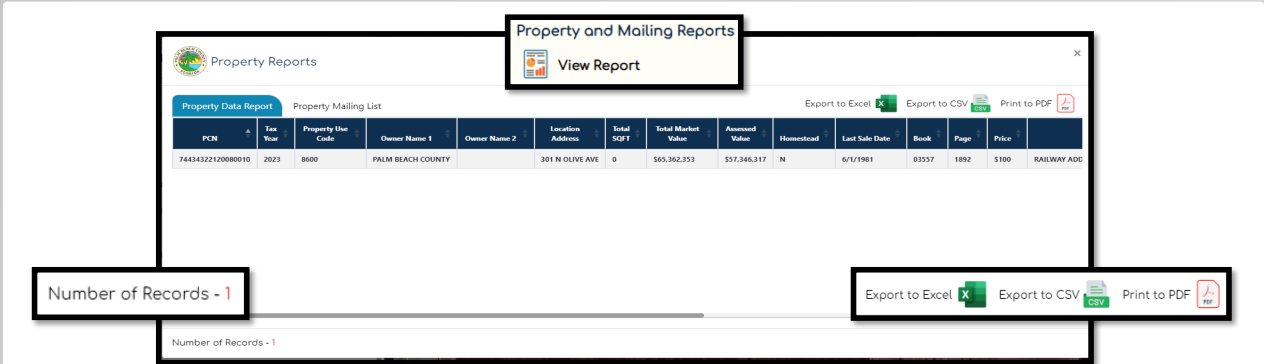 Property and Mailing Reports
View Report
Property Reports
×
Property Data Report Property Mailing List Export to Excel Export to CSV Print to PDF
PCN Tax Year Property Use Code Owner Name 1 Owner Name 2 Location Address Total SQFT Total Market Value Assessed Value Homestead Last Sale Date Book Page Price
74434322120080010 2023 8600 PALM BEACH COUNTY 301 N OLIVE AVE 0 $65,362,353 $57,346,317 N 6/1/1981 03557 1892 $100 RAILWAY ADD
Number of Records - 1
Export to Excel Export to CSV CSV Print to PDF PDF
Number of Records - 1